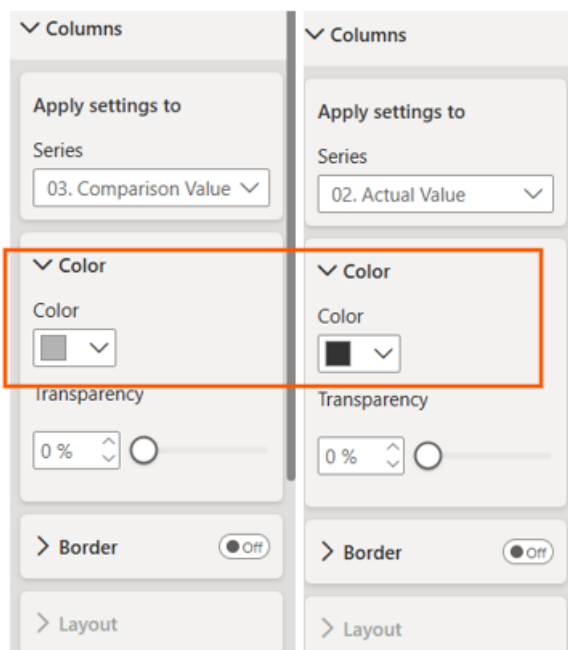 Columns
Apply settings to
Series
03. Comparison Value
Color
Color
Transparency
0 %
Border
Off
Layout
Columns
Apply settings to
Series
02. Actual Value
Color
Color
Transparency
0 %
Border
Off
Layout